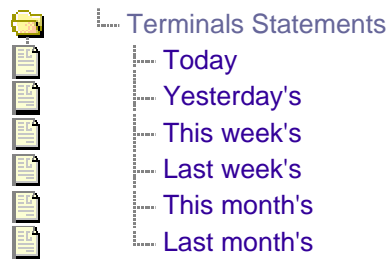 Terminals Statements
Today
Yesterday's
This week's
Last week's
This month's
Last month's